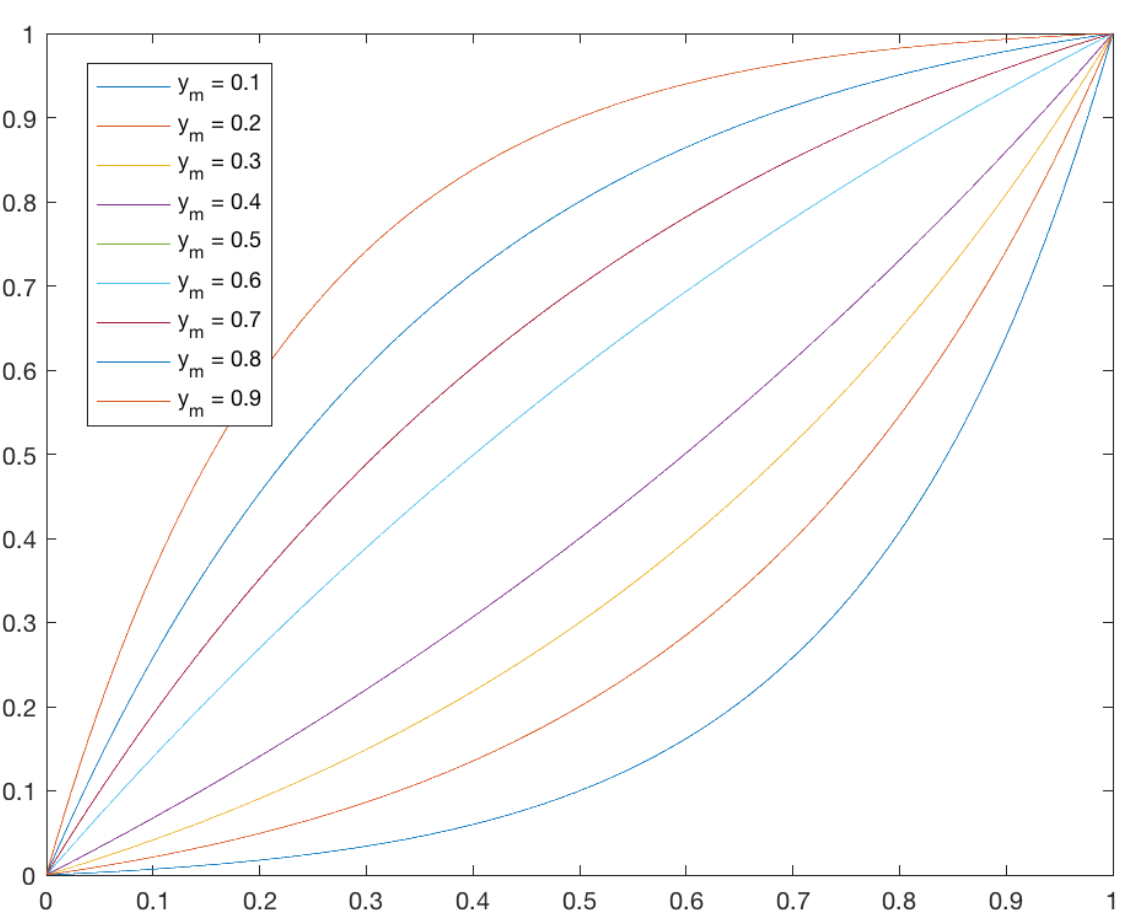 1
0.9
0.8
0.7
0.6
0.5
0.4
0.3
0.2
0.1
0
y_m = 0.1
y_m = 0.2
y_m = 0.3
y_m = 0.4
y_m = 0.5
y_m = 0.6
y_m = 0.7
y_m = 0.8
y_m = 0.9
0 0.1 0.2 0.3 0.4 0.5 0.6 0.7 0.8 0.9 1